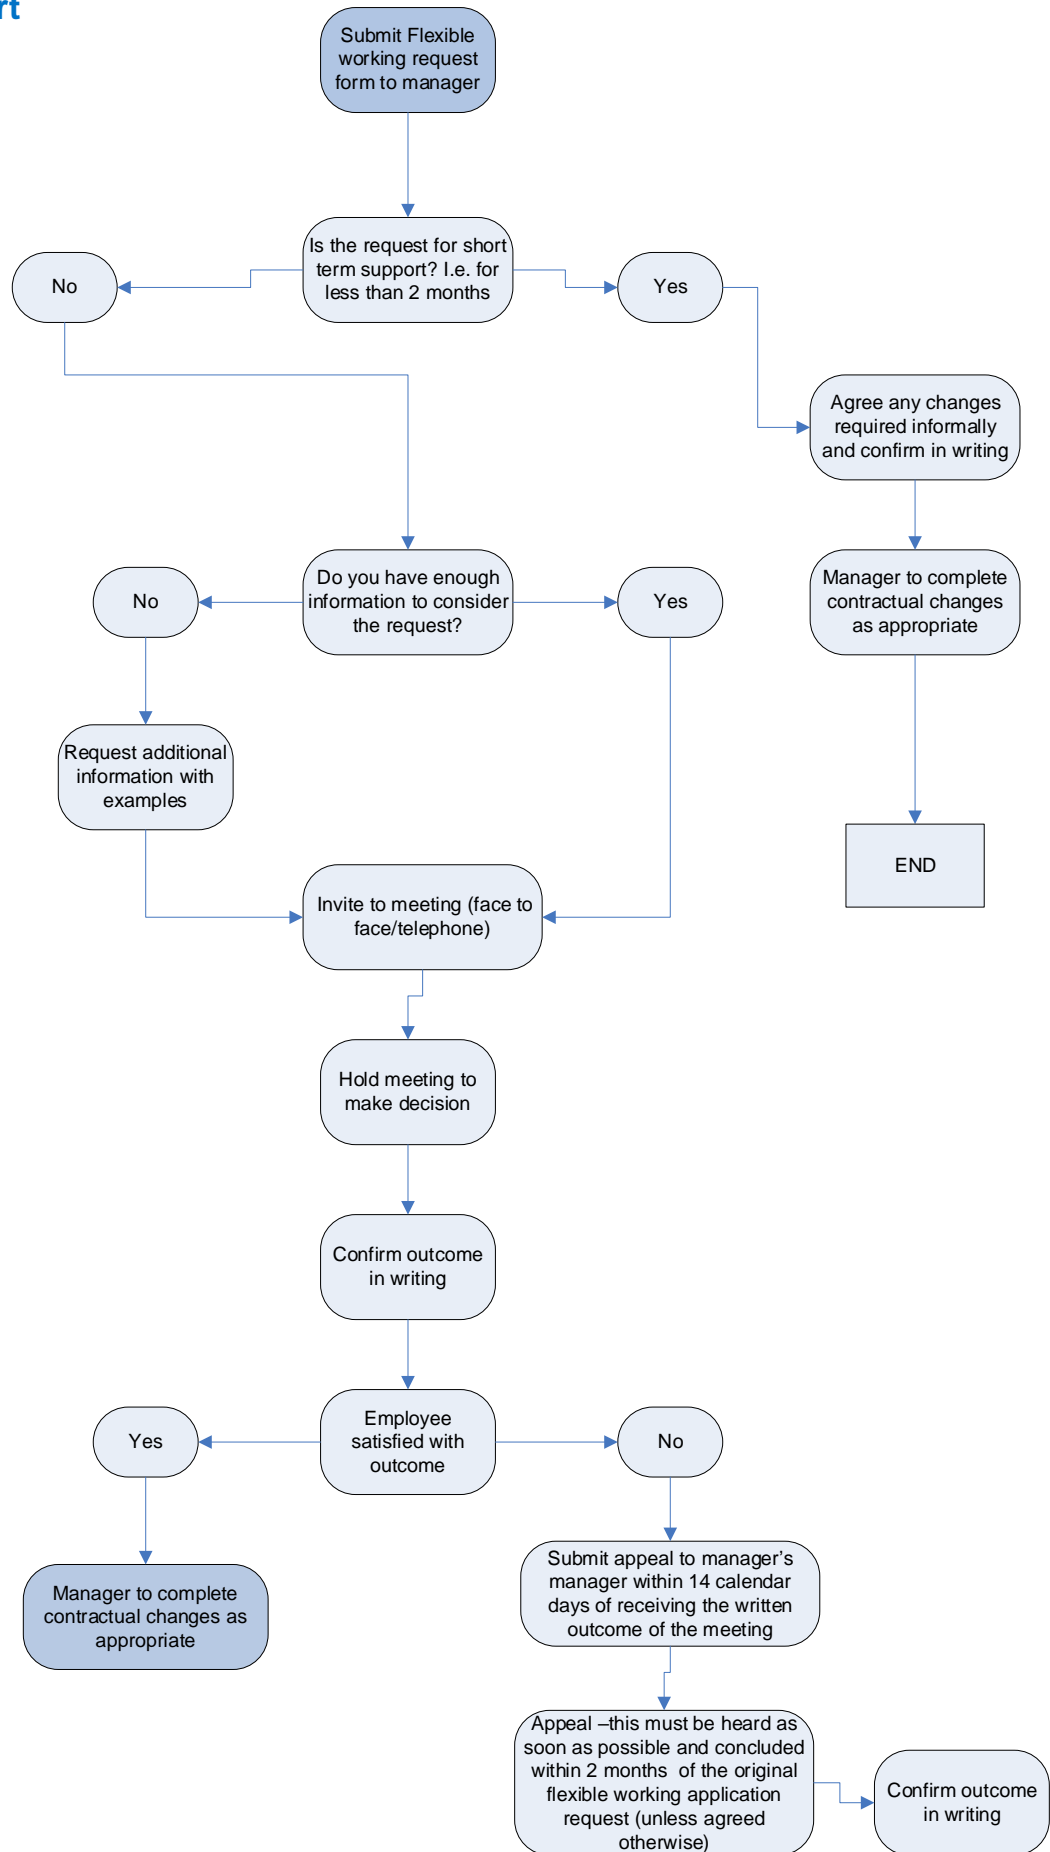 rt
Submit Flexible
working request
form to manager
Is the request for short
term support? I.e. for
less than 2 months
No
Yes
Agree any changes
required informally
and confirm in writing
Do you have enough
information to consider
the request?
No
Yes
Manager to complete
contractual changes
as appropriate
Request additional
information with
examples
END
Invite to meeting (face to
face/telephone)
Hold meeting to
make decision
Confirm outcome
in writing
Employee
satisfied with
outcome
Yes
No
Manager to complete
contractual changes as
appropriate
Submit appeal to manager’s
manager within 14 calendar
days of receiving the written
outcome of the meeting
Appeal –this must be heard as
soon as possible and concluded
within 2 months  of the original
flexible working application
request (unless agreed
otherwise)
Confirm outcome
in writing